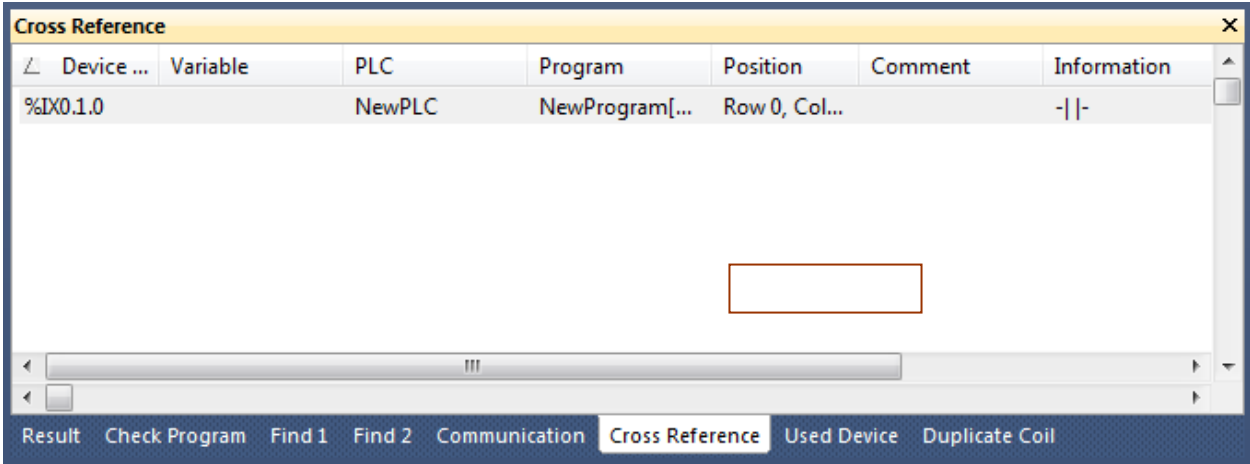 Cross Reference
Device ... Variable PLC Program Position Comment Information
%IX0.1.0 NewPLC NewProgram[... Row 0, Col... -| |-
Result Check Program Find 1 Find 2 Communication Cross Reference Used Device Duplicate Coil